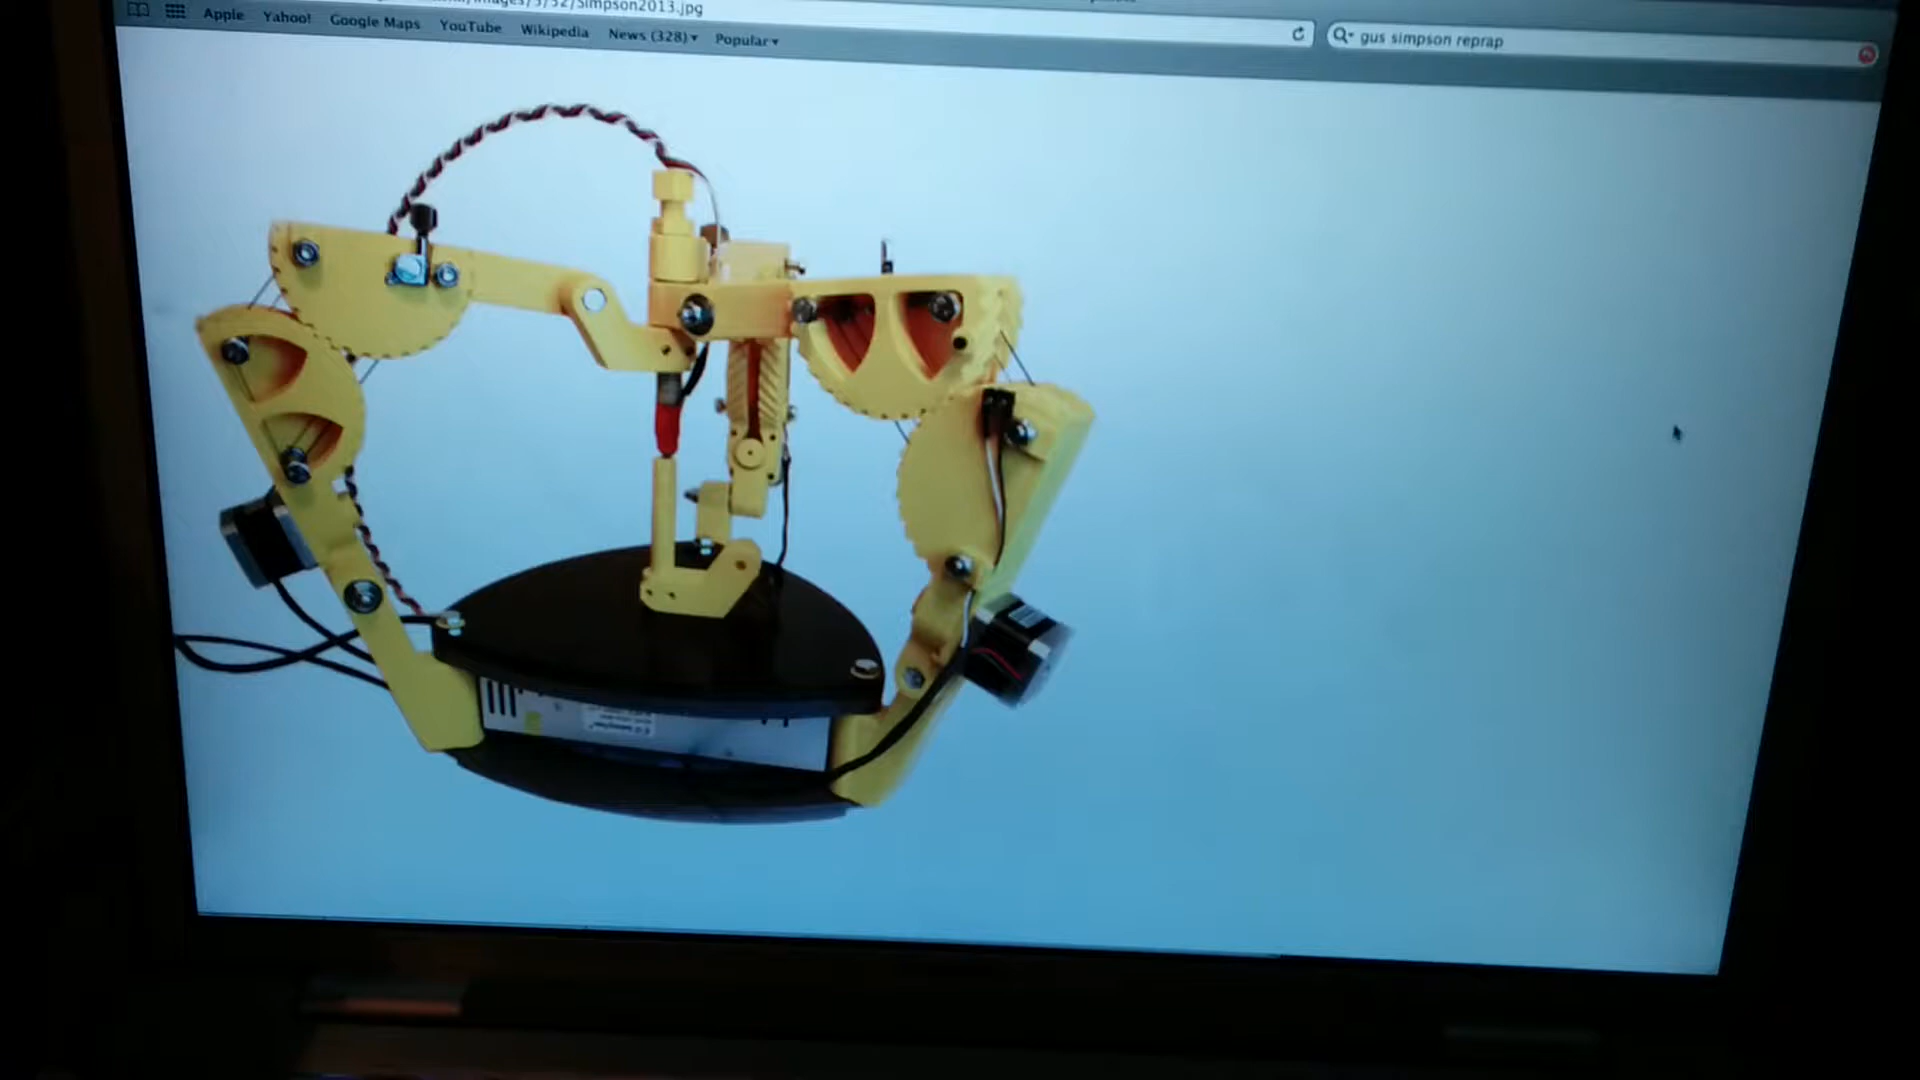 Simpson2013.jpg
Apple Yahoo! Google Maps YouTube Wikipedia News (328) Popular
gus simpson reprap